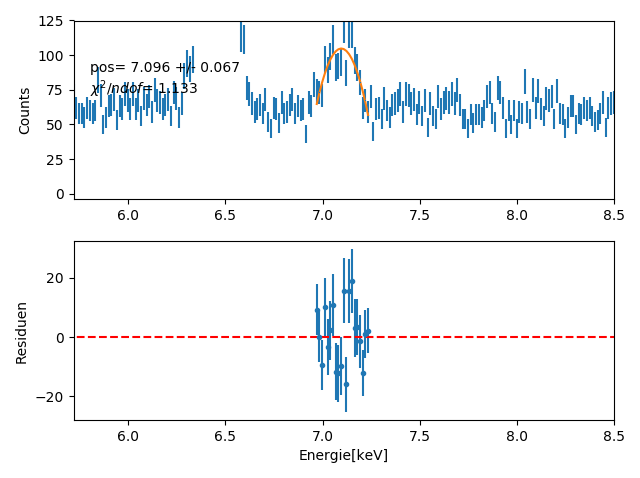 125
100
75
50
25
0
Counts
pos= 7.096 +/- 0.067
χ²/ndof= 1.133
6.0 6.5 7.0 7.5 8.0 8.5
20
0
−20
Residuen
6.0 6.5 7.0 7.5 8.0 8.5
Energie[keV]